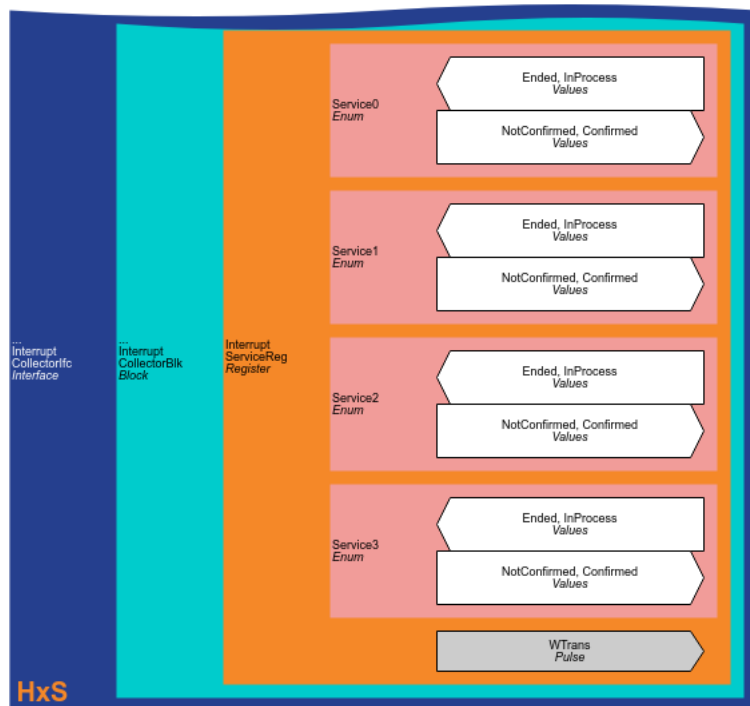 Service0
Enum
Ended, InProcess
Values
NotConfirmed, Confirmed
Values
Service1
Enum
Ended, InProcess
Values
NotConfirmed, Confirmed
Values
...
Interrupt
CollectorIfc
Interface
...
Interrupt
CollectorBlk
Block
Interrupt
ServiceReg
Register
Service2
Enum
Ended, InProcess
Values
NotConfirmed, Confirmed
Values
Service3
Enum
Ended, InProcess
Values
NotConfirmed, Confirmed
Values
WTrans
Pulse
HxS